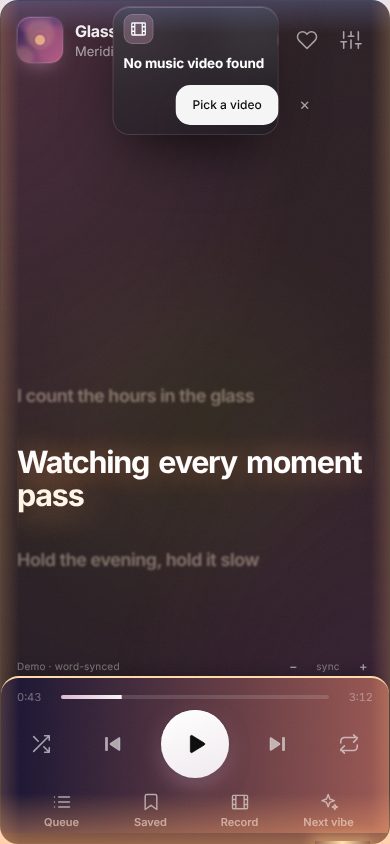 Glass
Meridi
No music video found
Pick a video
I count the hours in the glass
Watching every moment
pass
Hold the evening, hold it slow
Demo · word-synced
− sync +
0:43
3:12
Queue
Saved
Record
Next vibe